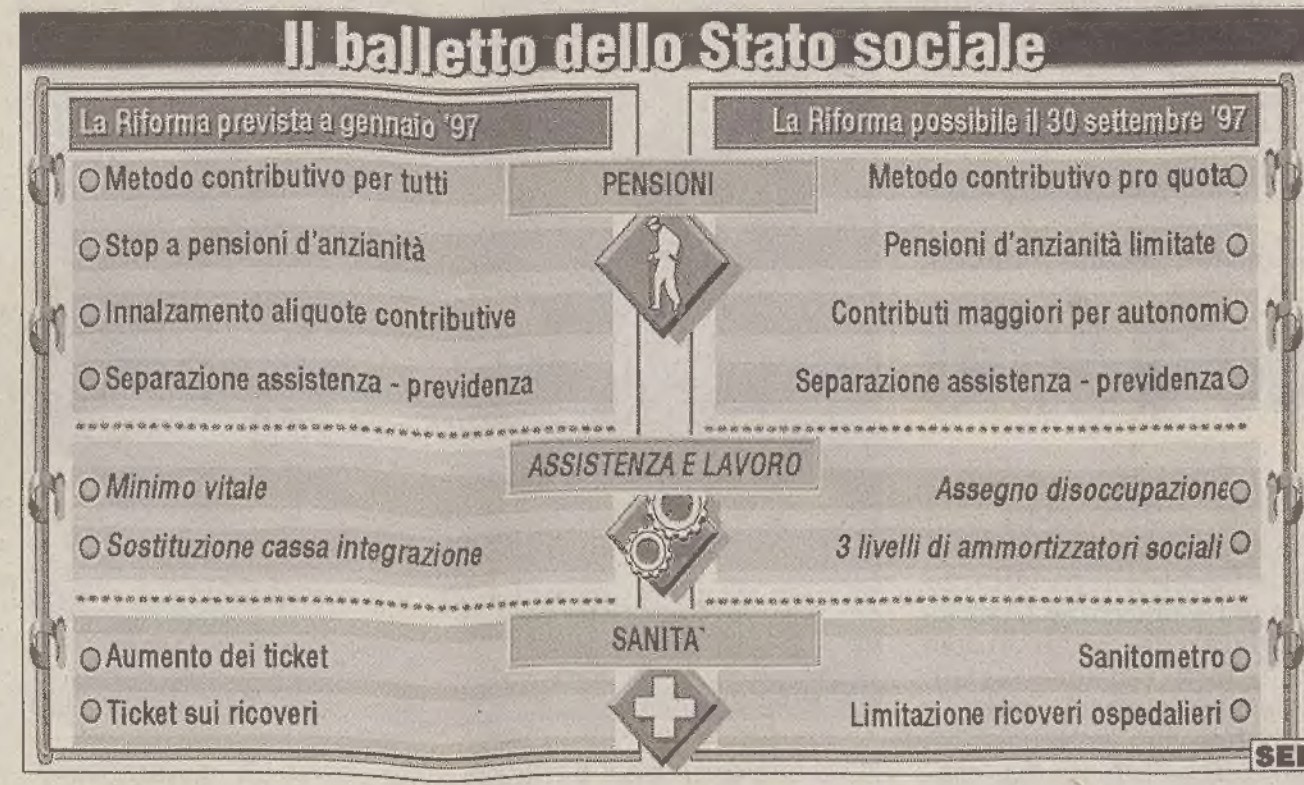 Il balletto dello Stato sociale
La Riforma prevista a gennaio '97
La Riforma possibile il 30 settembre '97
PENSIONI
Metodo contributivo per tutti
Metodo contributivo pro quota
Stop a pensioni d'anzianità
Pensioni d'anzianità limitate
Innalzamento aliquote contributive
Contributi maggiori per autonomi
Separazione assistenza - previdenza
Separazione assistenza - previdenza
ASSISTENZA E LAVORO
Minimo vitale
Assegno disoccupazione
Sostituzione cassa integrazione
3 livelli di ammortizzatori sociali
SANITA`
Aumento dei ticket
Sanitometro
Ticket sui ricoveri
Limitazione ricoveri ospedalieri